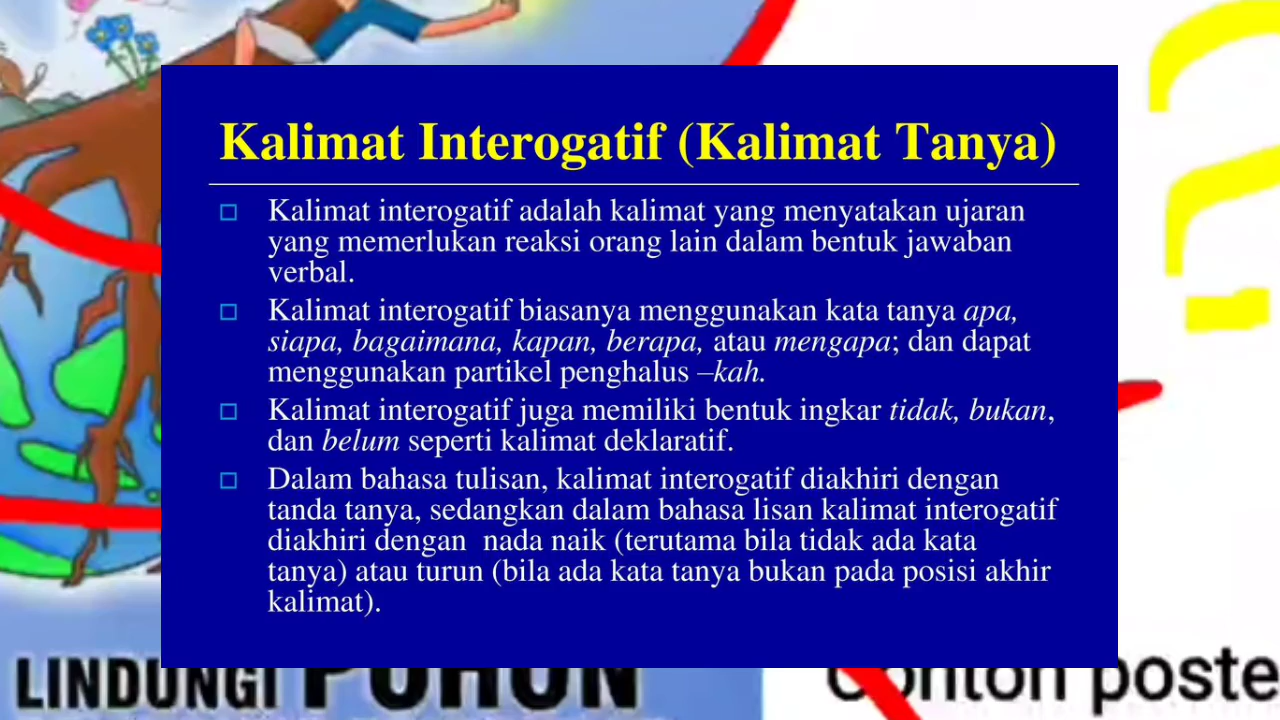 Kalimat Interogatif (Kalimat Tanya)
Kalimat interogatif adalah kalimat yang menyatakan ujaran
yang memerlukan reaksi orang lain dalam bentuk jawaban
verbal.
Kalimat interogatif biasanya menggunakan kata tanya apa,
siapa, bagaimana, kapan, berapa, atau mengapa; dan dapat
menggunakan partikel penghalus –kah.
Kalimat interogatif juga memiliki bentuk ingkar tidak, bukan,
dan belum seperti kalimat deklaratif.
Dalam bahasa tulisan, kalimat interogatif diakhiri dengan
tanda tanya, sedangkan dalam bahasa lisan kalimat interogatif
diakhiri dengan  nada naik (terutama bila tidak ada kata
tanya) atau turun (bila ada kata tanya bukan pada posisi akhir
kalimat).
LINDUNGI POHON
Contoh poste